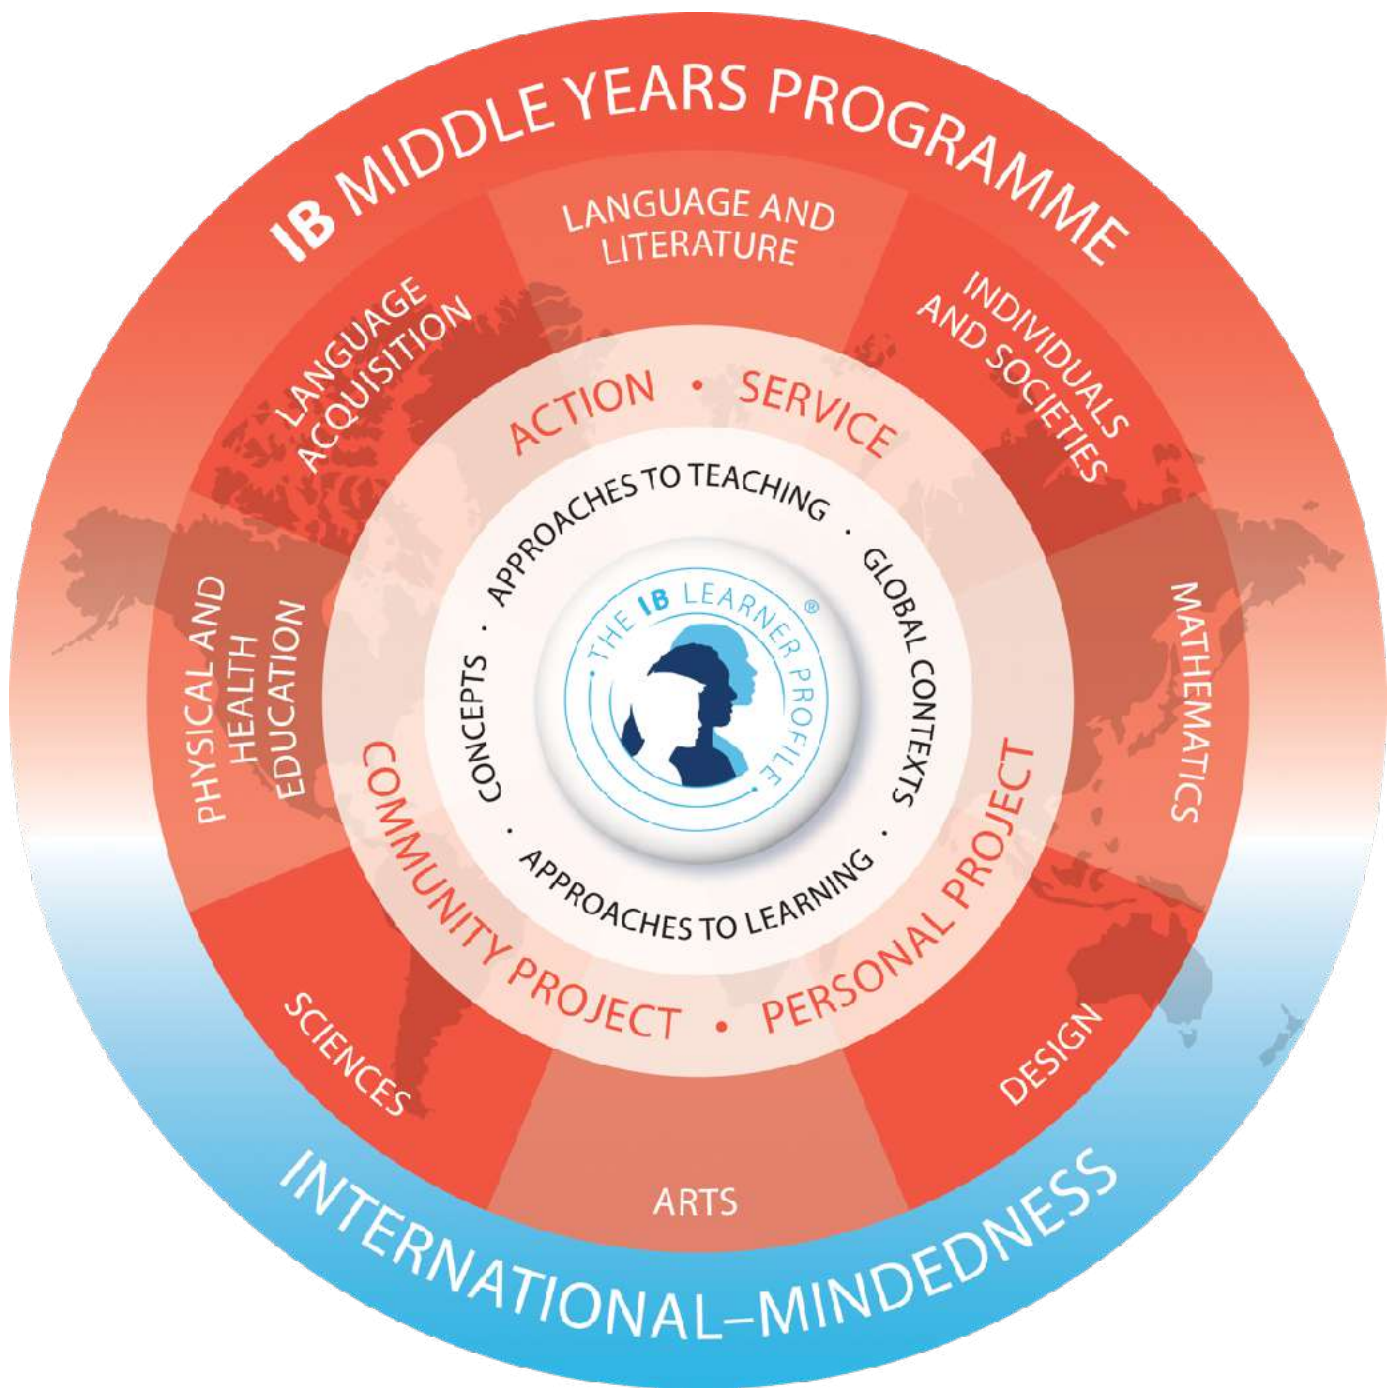 IB MIDDLE YEARS PROGRAMME
LANGUAGE AND
LITERATURE
INDIVIDUALS
AND SOCIETIES
MATHEMATICS
DESIGN
ARTS
SCIENCES
PHYSICAL AND
HEALTH
EDUCATION
LANGUAGE
ACQUISITION
ACTION • SERVICE
COMMUNITY PROJECT • PERSONAL PROJECT
APPROACHES TO TEACHING · GLOBAL CONTEXTS ·
APPROACHES TO LEARNING
· CONCEPTS ·
· THE IB LEARNER PROFILE ·
®
INTERNATIONAL–MINDEDNESS